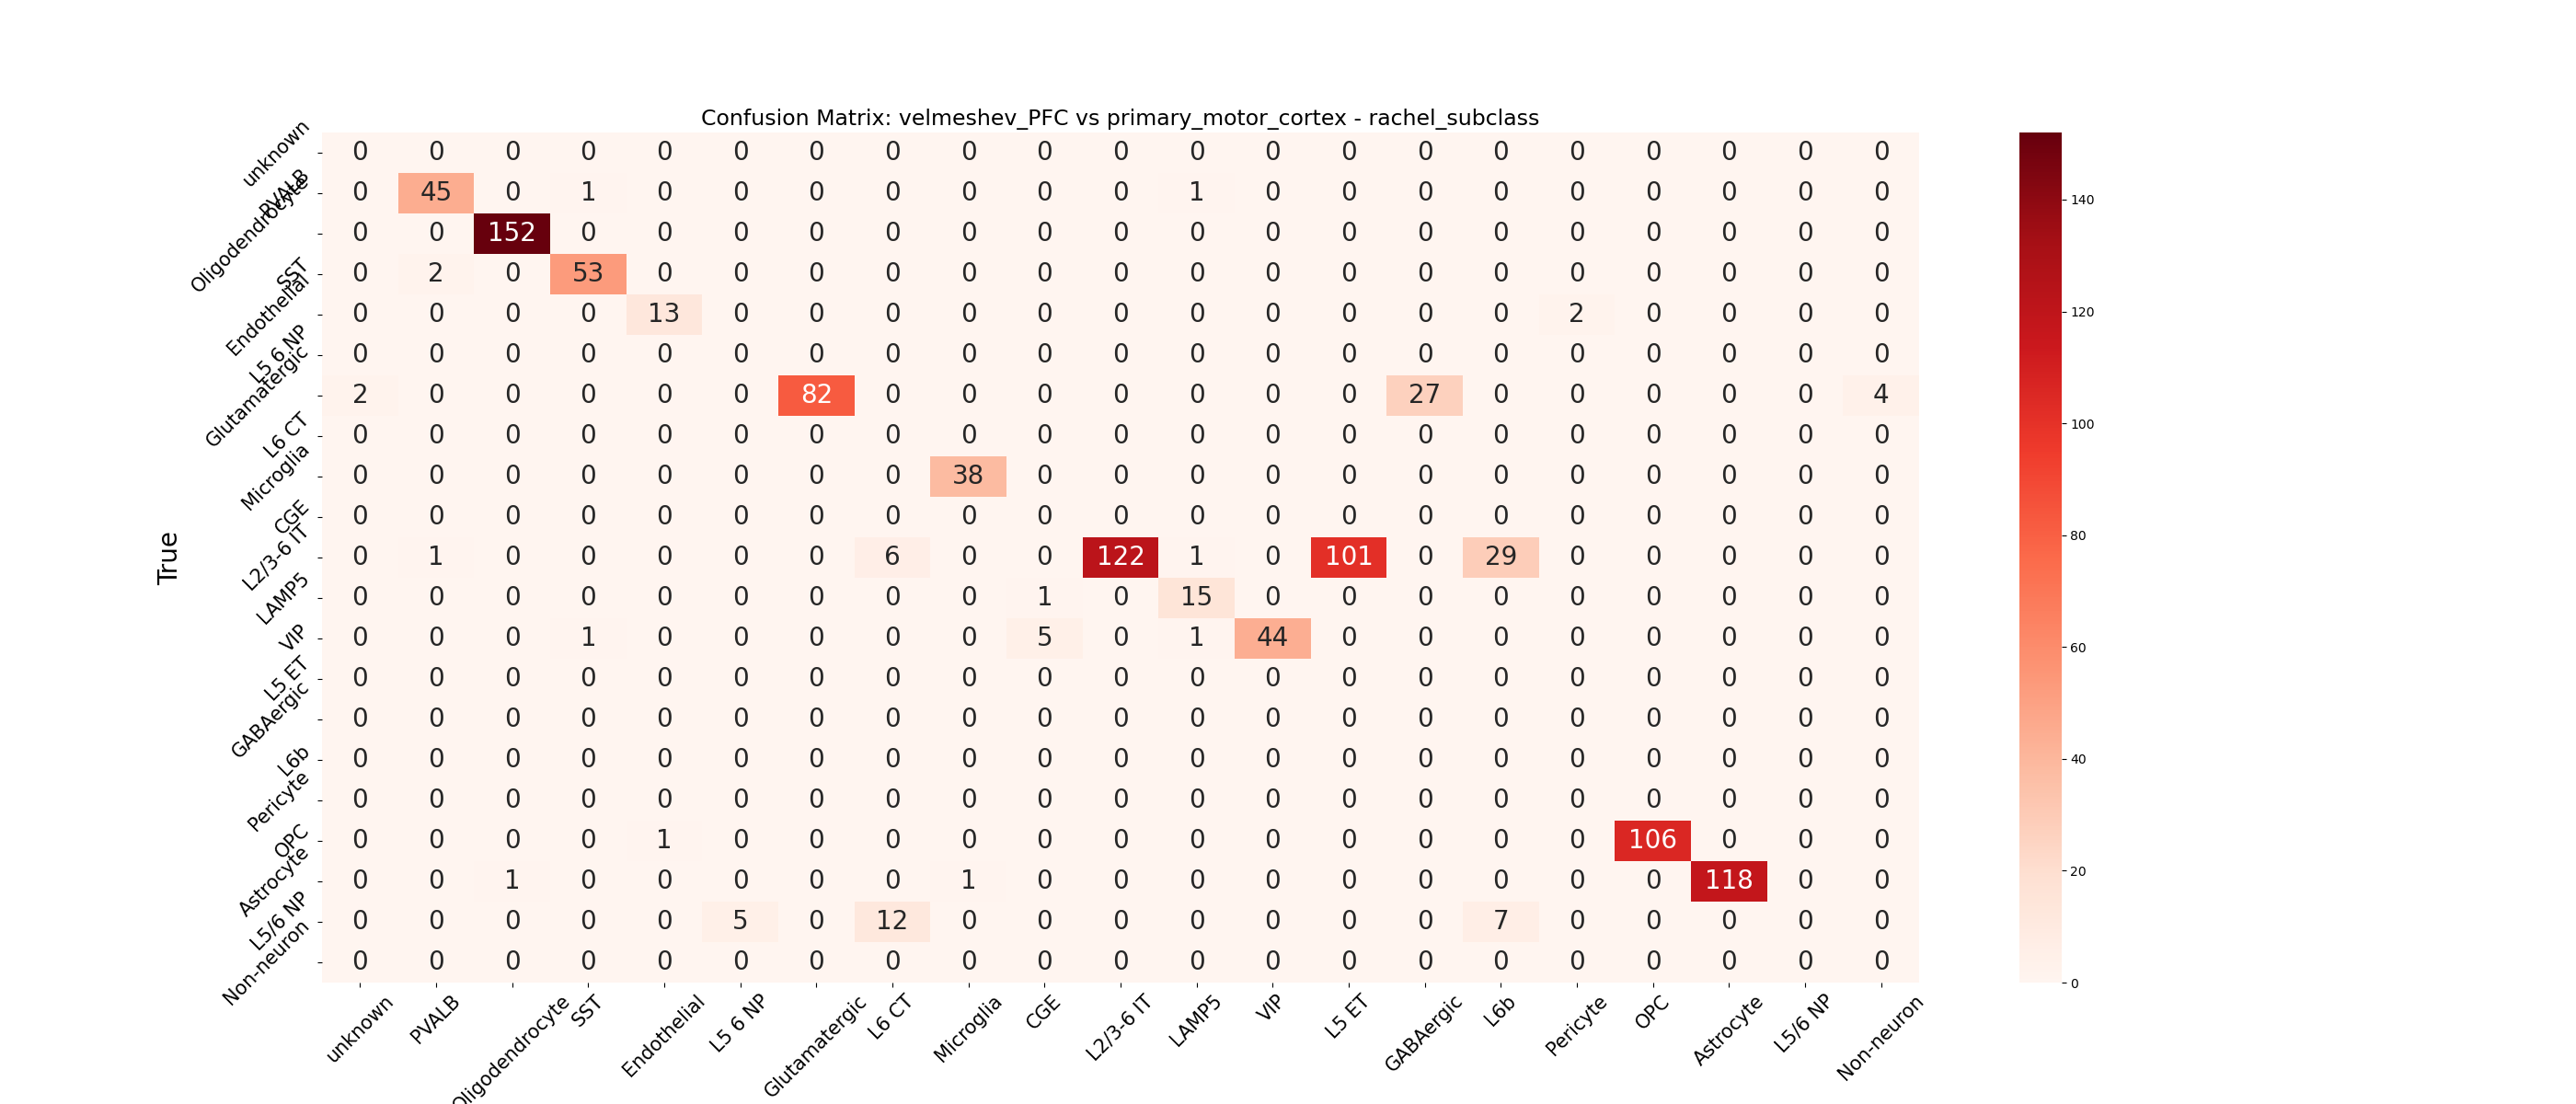 Confusion Matrix: velmeshev_PFC vs primary_motor_cortex - rachel_subclass
True
unknown 0 0 0 0 0 0 0 0 0 0 0 0 0 0 0 0 0 0 0 0 0
PVALB 0 45 0 1 0 0 0 0 0 0 0 1 0 0 0 0 0 0 0 0 0
Oligodendrocyte 0 0 152 0 0 0 0 0 0 0 0 0 0 0 0 0 0 0 0 0 0
SST 0 2 0 53 0 0 0 0 0 0 0 0 0 0 0 0 0 0 0 0 0
Endothelial 0 0 0 0 13 0 0 0 0 0 0 0 0 0 0 0 2 0 0 0 0
L5 6 NP 0 0 0 0 0 0 0 0 0 0 0 0 0 0 0 0 0 0 0 0 0
Glutamatergic 2 0 0 0 0 0 82 0 0 0 0 0 0 0 27 0 0 0 0 0 4
L6 CT 0 0 0 0 0 0 0 0 0 0 0 0 0 0 0 0 0 0 0 0 0
Microglia 0 0 0 0 0 0 0 0 38 0 0 0 0 0 0 0 0 0 0 0 0
CGE 0 0 0 0 0 0 0 0 0 0 0 0 0 0 0 0 0 0 0 0 0
L2/3-6 IT 0 1 0 0 0 0 0 6 0 0 122 1 0 101 0 29 0 0 0 0 0
LAMP5 0 0 0 0 0 0 0 0 0 1 0 15 0 0 0 0 0 0 0 0 0
VIP 0 0 0 1 0 0 0 0 0 5 0 1 44 0 0 0 0 0 0 0 0
L5 ET 0 0 0 0 0 0 0 0 0 0 0 0 0 0 0 0 0 0 0 0 0
GABAergic 0 0 0 0 0 0 0 0 0 0 0 0 0 0 0 0 0 0 0 0 0
L6b 0 0 0 0 0 0 0 0 0 0 0 0 0 0 0 0 0 0 0 0 0
Pericyte 0 0 0 0 0 0 0 0 0 0 0 0 0 0 0 0 0 0 0 0 0
OPC 0 0 0 0 1 0 0 0 0 0 0 0 0 0 0 0 0 106 0 0 0
Astrocyte 0 0 1 0 0 0 0 0 1 0 0 0 0 0 0 0 0 0 118 0 0
L5/6 NP 0 0 0 0 0 5 0 12 0 0 0 0 0 0 0 7 0 0 0 0 0
Non-neuron 0 0 0 0 0 0 0 0 0 0 0 0 0 0 0 0 0 0 0 0 0
unknown PVALB Oligodendrocyte SST Endothelial L5 6 NP Glutamatergic L6 CT Microglia CGE L2/3-6 IT LAMP5 VIP L5 ET GABAergic L6b Pericyte OPC Astrocyte L5/6 NP Non-neuron
140
120
100
80
60
40
20
0